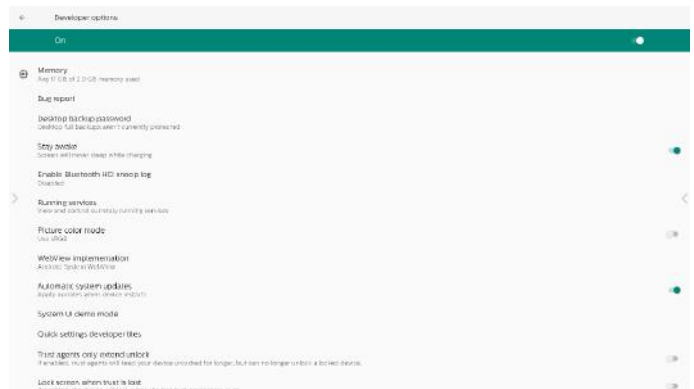 Developer options
On
Memory
Avg 1.1 GB of 2.0 GB memory used
Bug report
Desktop backup password
Desktop full backups aren't currently protected
Stay awake
Screen will never sleep while charging
Enable Bluetooth HCI snoop log
Disabled
Running services
View and control currently running services
Picture color mode
Use sRGB
WebView implementation
Android System WebView
Automatic system updates
Apply updates when device restarts
System UI demo mode
Quick settings developer tiles
Trust agents only extend unlock
If enabled, trust agents will keep your device unlocked for longer, but can no longer unlock a locked device.
Lock screen when trust is lost